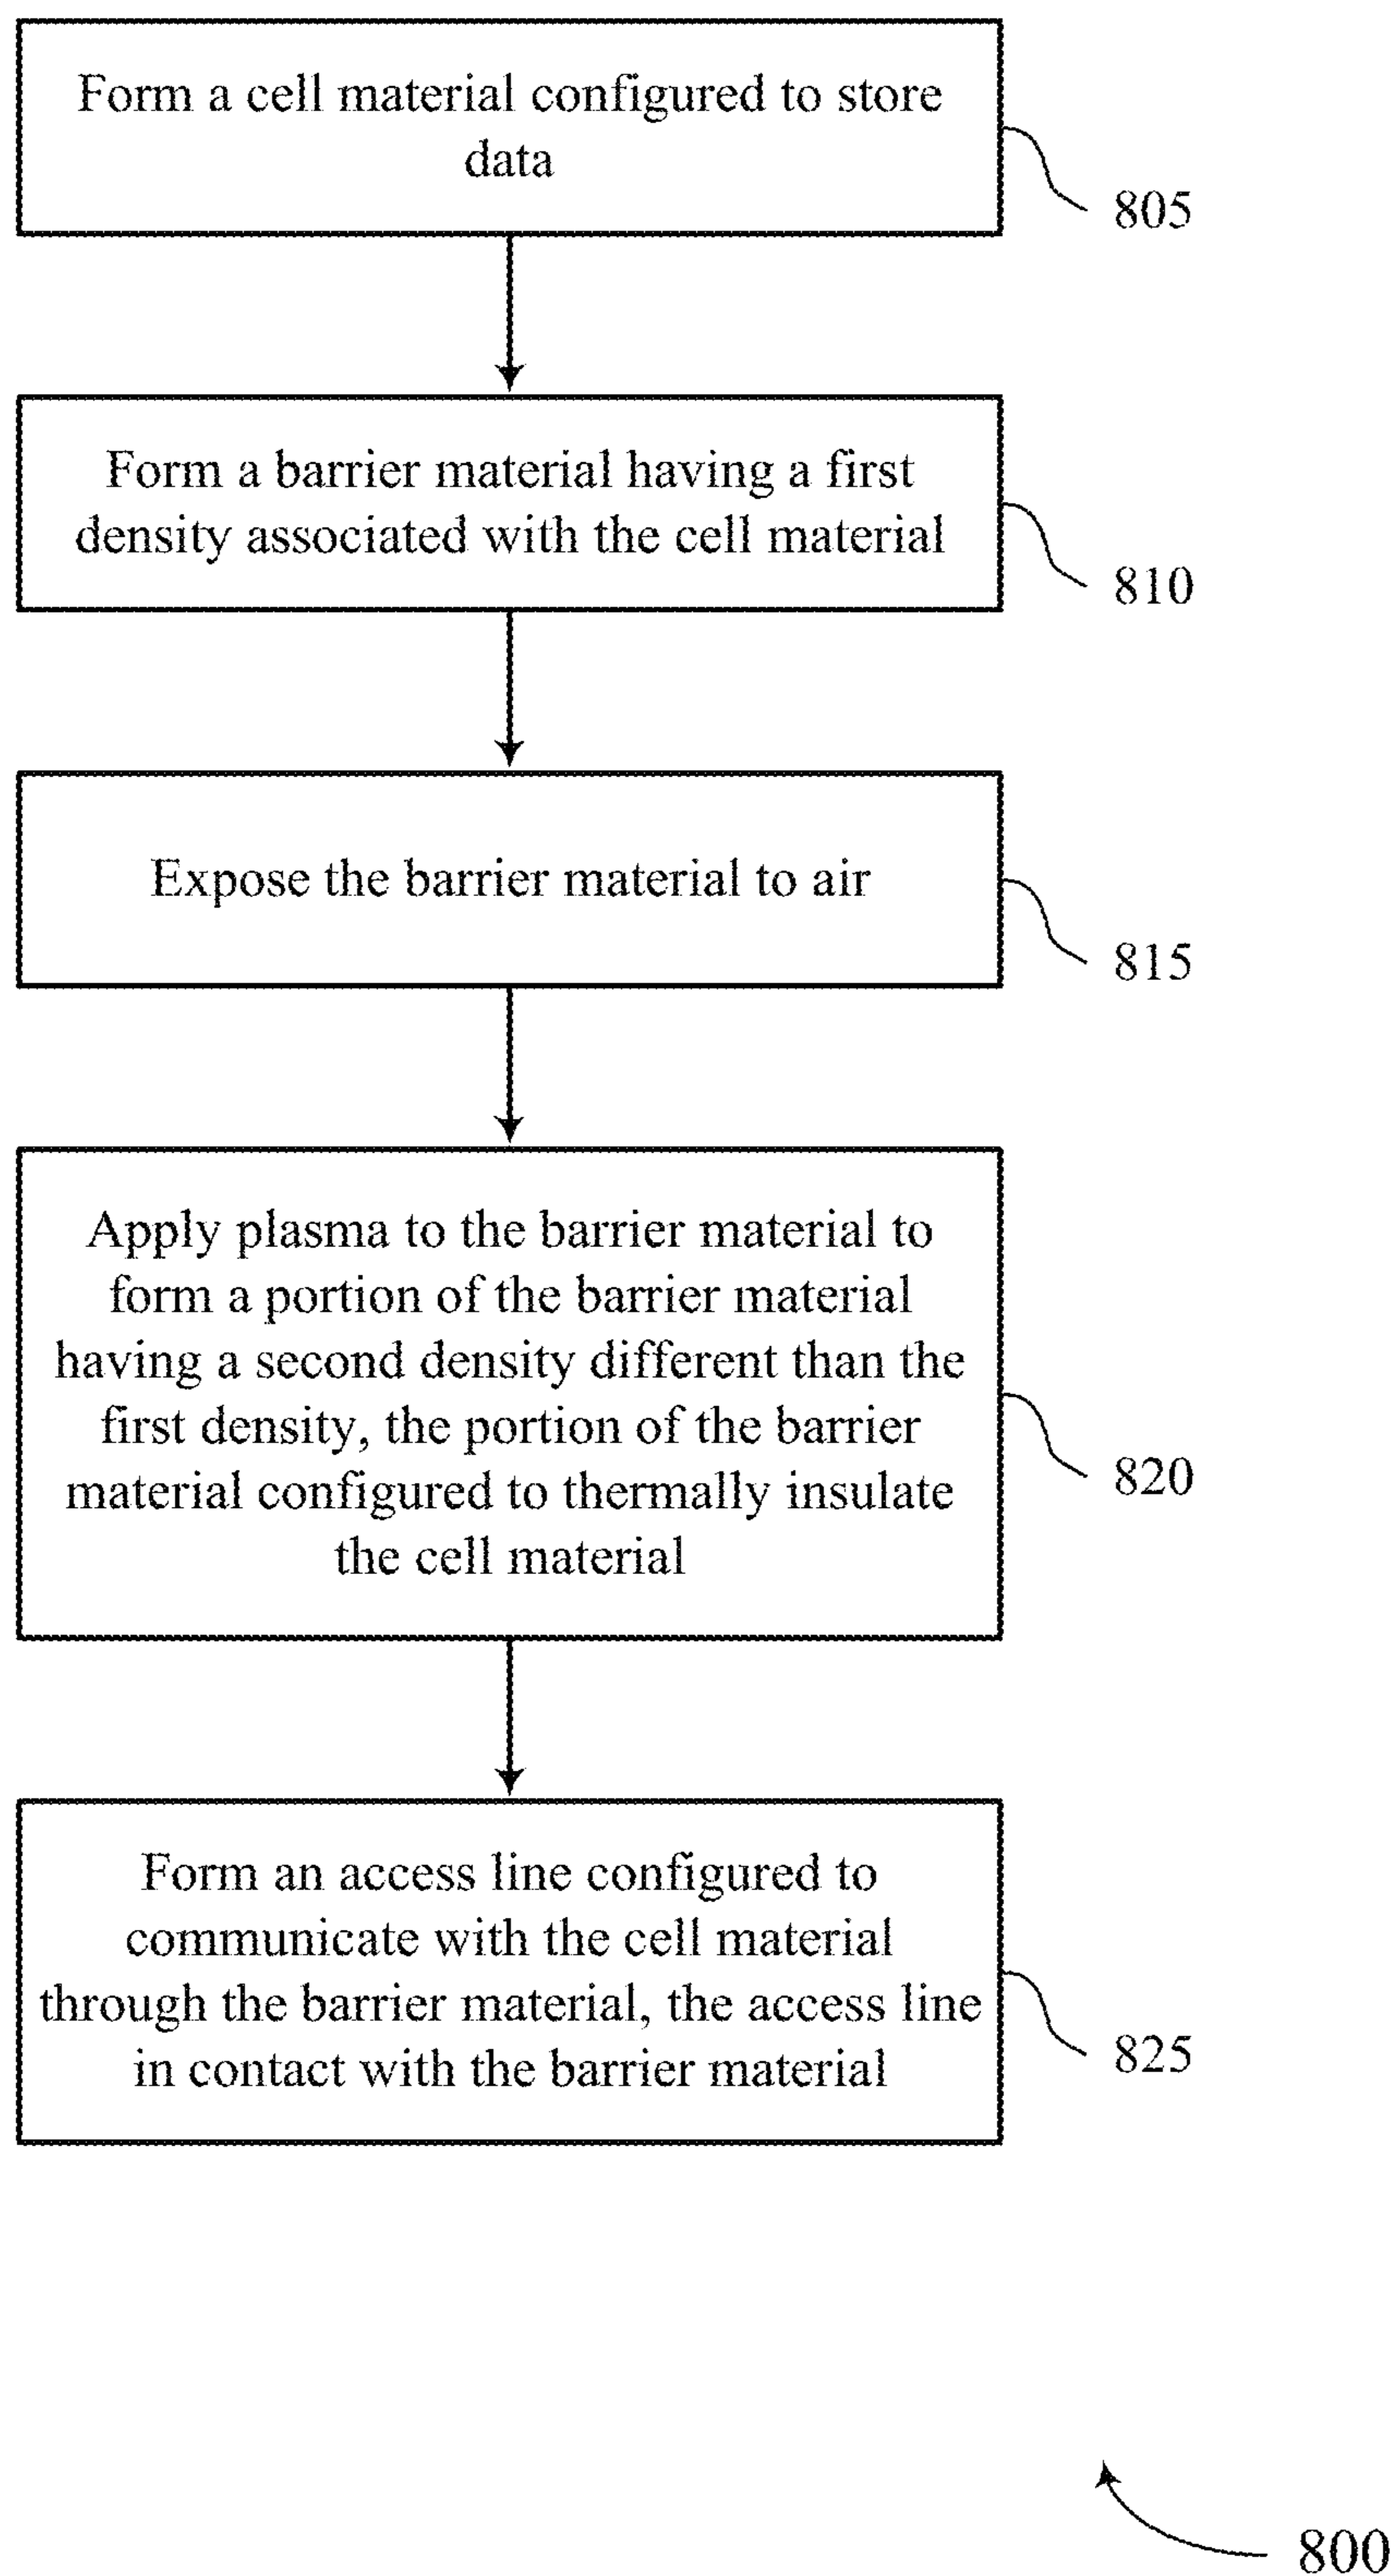 Form a cell material configured to store
data
805
Form a barrier material having a first
density associated with the cell material
810
Expose the barrier material to air
815
Apply plasma to the barrier material to
form a portion of the barrier material
having a second density different than the
first density, the portion of the barrier
material configured to thermally insulate
the cell material
820
Form an access line configured to
communicate with the cell material
through the barrier material, the access line
in contact with the barrier material
825
800